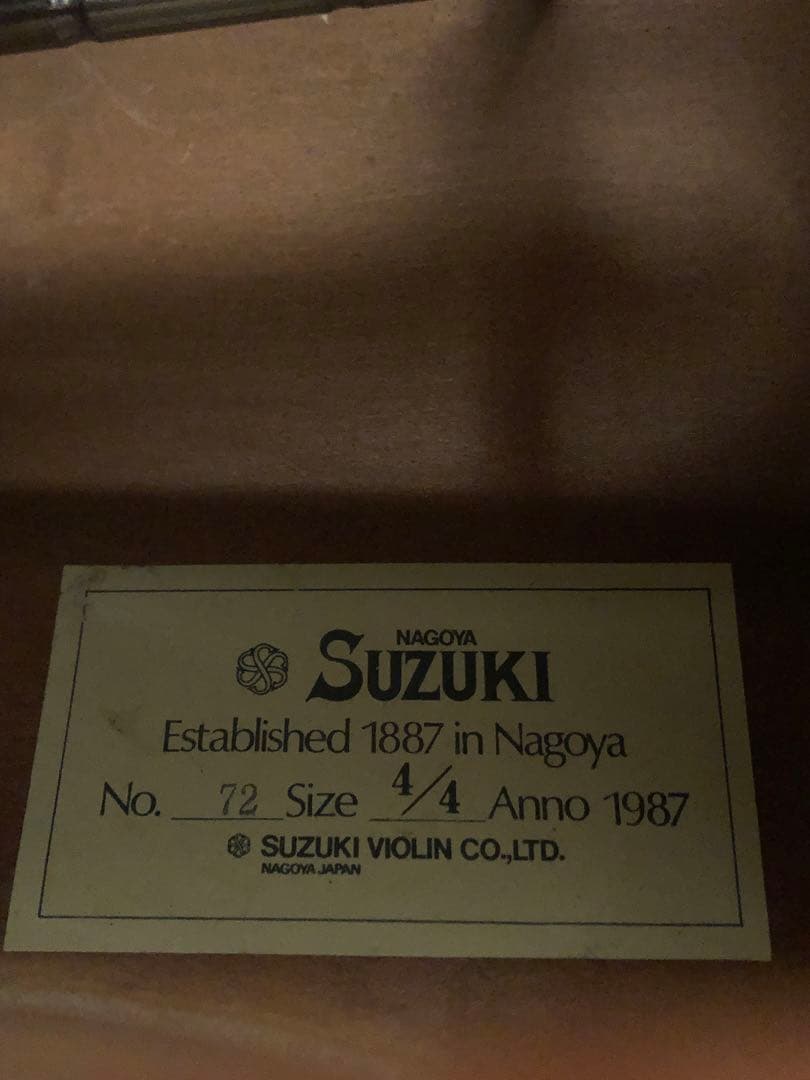 NAGOYA
SUZUKI
Established 1887 in Nagoya
No. 72 Size 4/4 Anno 1987
SUZUKI VIOLIN CO.,LTD.
NAGOYA JAPAN